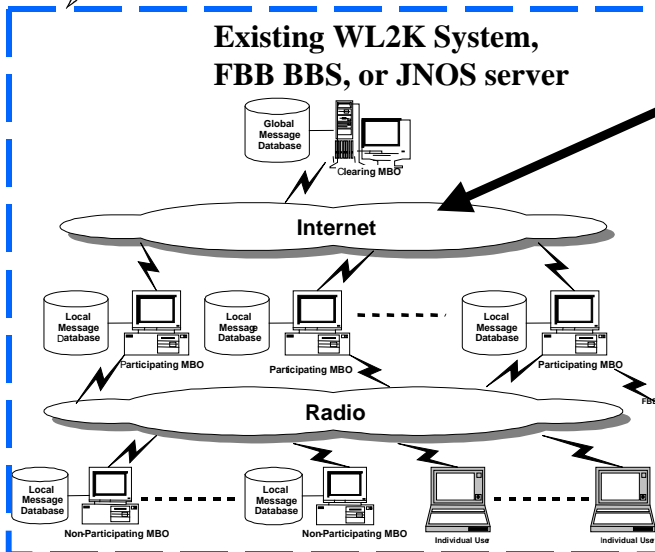 Existing WL2K System,
FBB BBS, or JNOS server
Global
Message
Database
Clearing MBO
Internet
Local
Message
Database
Participating MBO
Local
Message
Database
Participating MBO
Local
Message
Database
Participating MBO
FBB
Radio
Local
Message
Database
Non-Participating MBO
Local
Message
Database
Non-Participating MBO
Individual User
Individual User